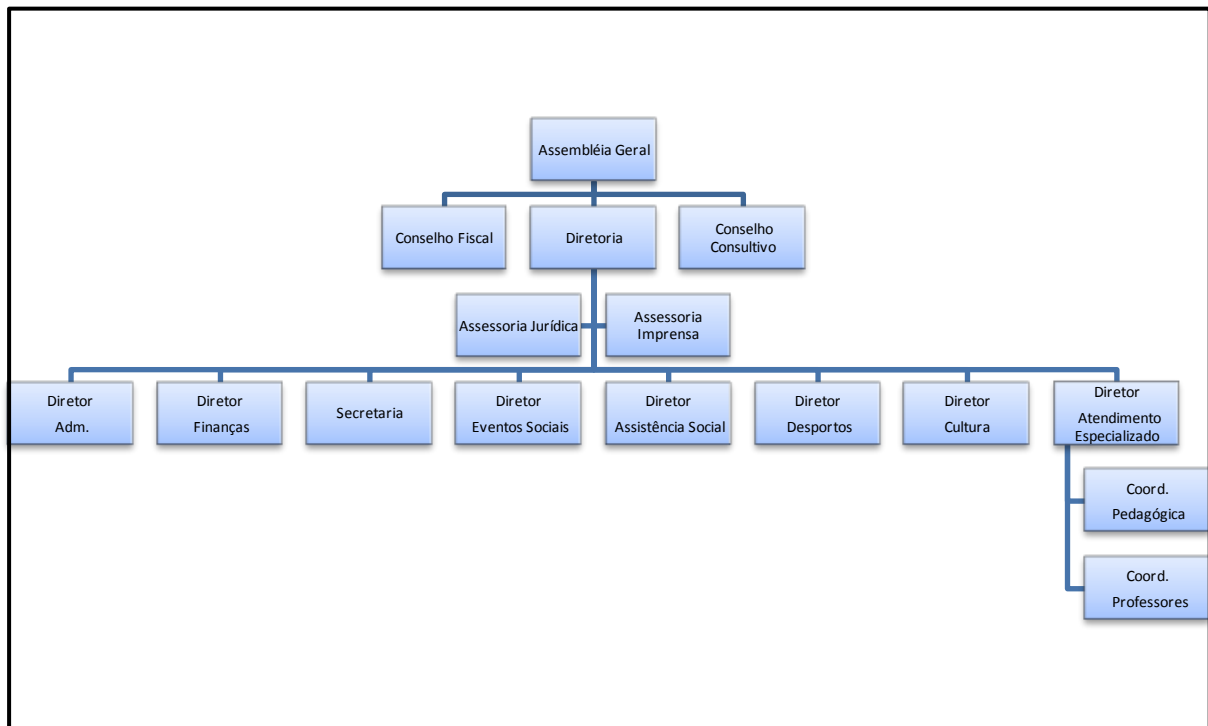 Assembléia Geral
Conselho Fiscal
Diretoria
Conselho
Consultivo
Assessoria Jurídica
Assessoria
Imprensa
Diretor
Adm.
Diretor
Finanças
Secretaria
Diretor
Eventos Sociais
Diretor
Assistência Social
Diretor
Desportos
Diretor
Cultura
Diretor
Atendimento
Especializado
Coord.
Pedagógica
Coord.
Professores